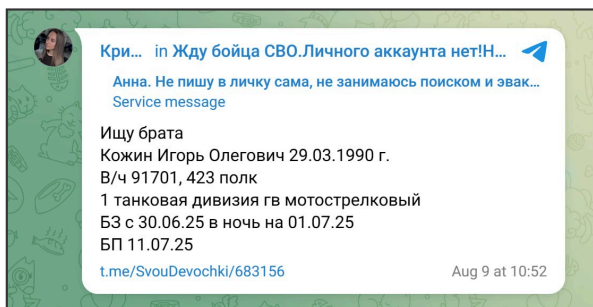 Кри... in Жду бойца СВО.Личного аккаунта нет!Н...
Анна. Не пишу в личку сама, не занимаюсь поиском и эвак...
Service message
Ищу брата
Кожин Игорь Олегович 29.03.1990 г.
В/ч 91701, 423 полк
1 танковая дивизия гв мотострелковый
БЗ с 30.06.25 в ночь на 01.07.25
БП 11.07.25
t.me/SvouDevochki/683156 Aug 9 at 10:52